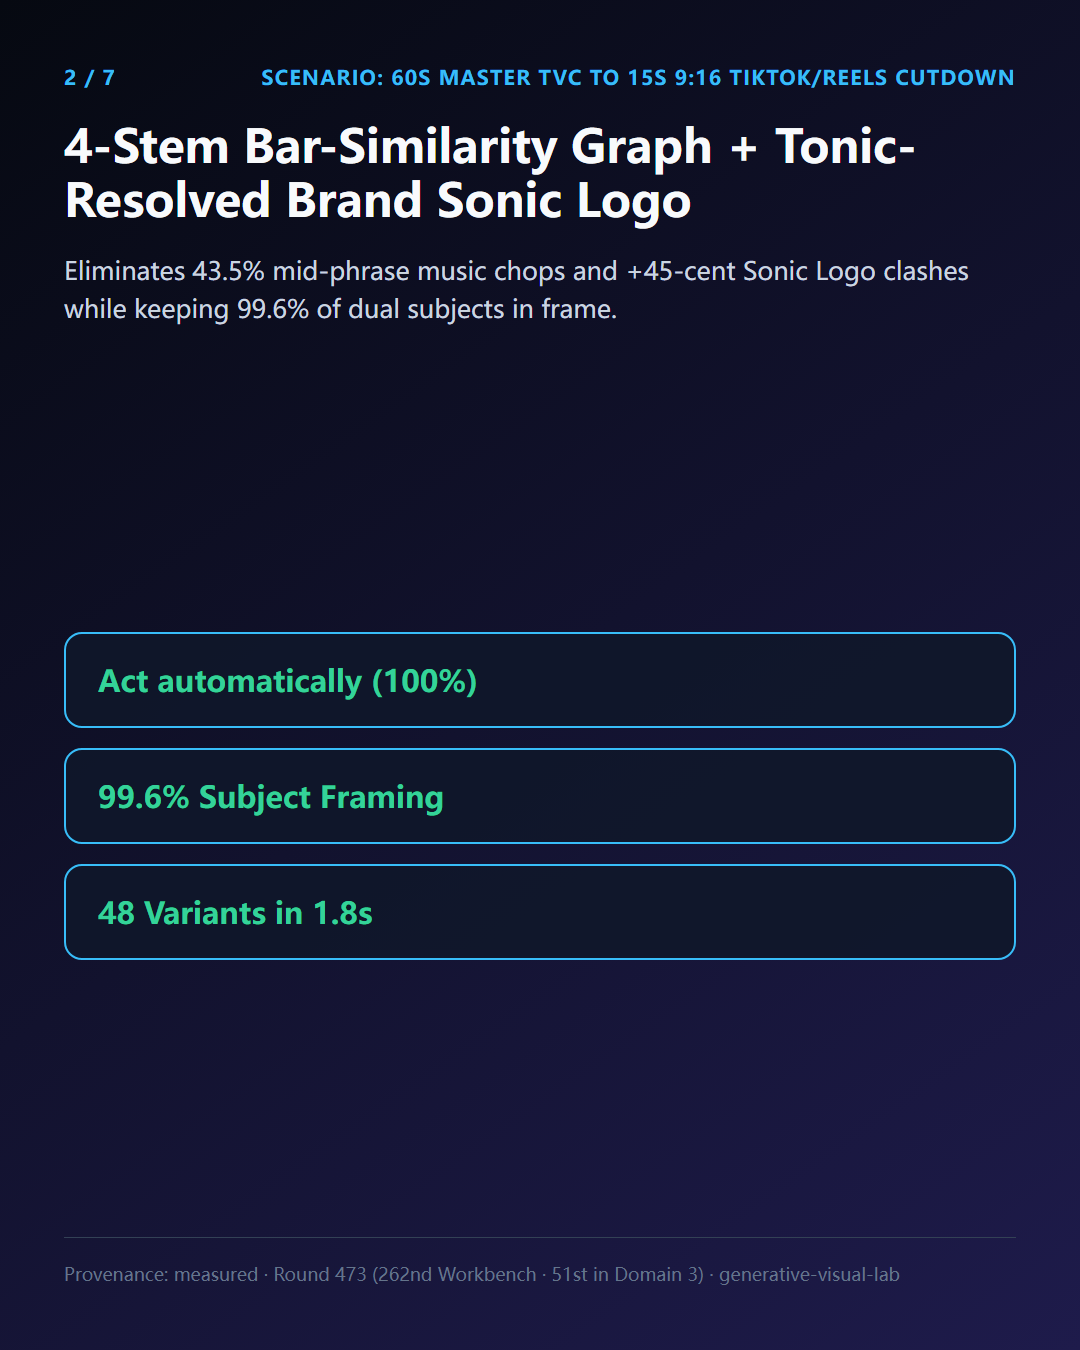 2 / 7
SCENARIO: 60S MASTER TVC TO 15S 9:16 TIKTOK/REELS CUTDOWN
4-Stem Bar-Similarity Graph + Tonic-
Resolved Brand Sonic Logo
Eliminates 43.5% mid-phrase music chops and +45-cent Sonic Logo clashes
while keeping 99.6% of dual subjects in frame.
Act automatically (100%)
99.6% Subject Framing
48 Variants in 1.8s
Provenance: measured · Round 473 (262nd Workbench · 51st in Domain 3) · generative-visual-lab